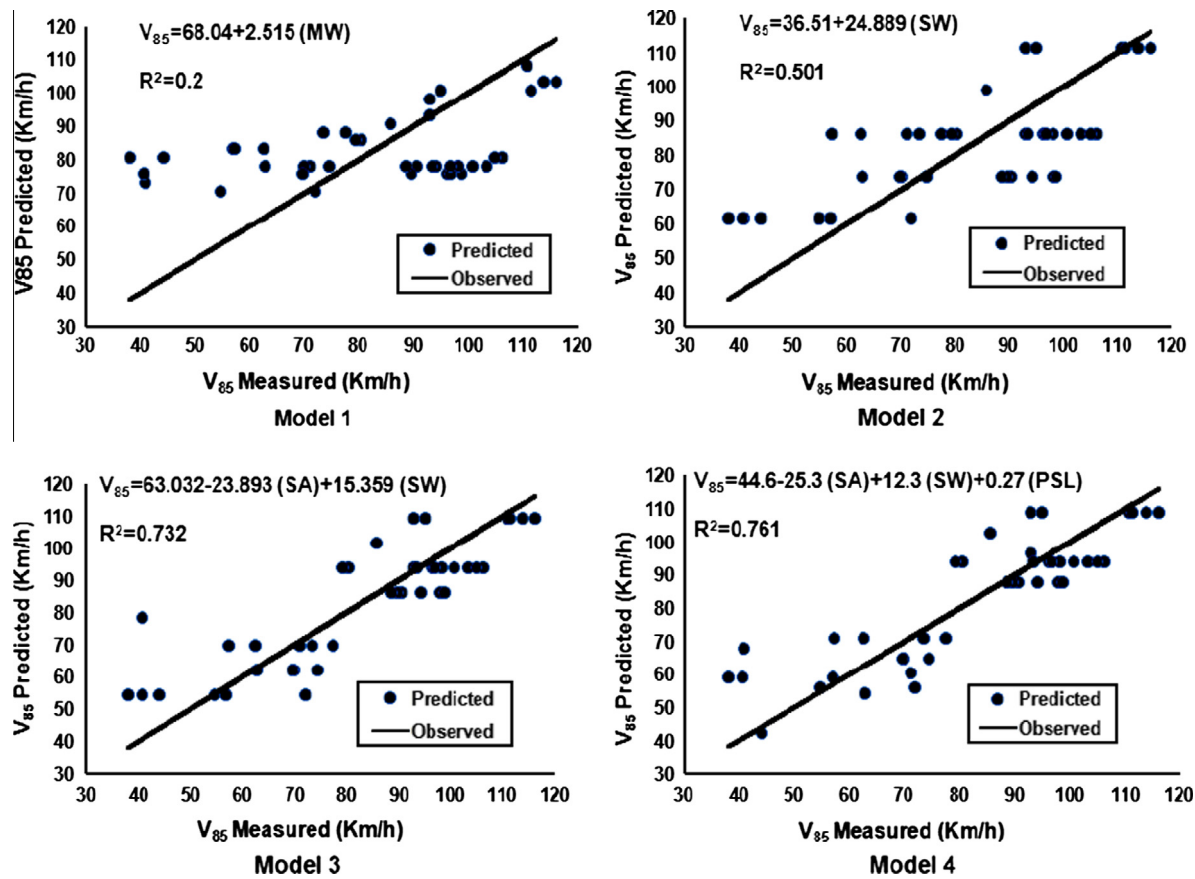 V85=68.04+2.515 (MW)
R2=0.2
V85 Predicted (Km/h)
120
110
100
90
80
70
60
50
40
30
Predicted
Observed
30 40 50 60 70 80 90 100 110 120
V85 Measured (Km/h)
Model 1
V85=36.51+24.889 (SW)
R2=0.501
V85 Predicted (Km/h)
120
110
100
90
80
70
60
50
40
30
Predicted
Observed
30 40 50 60 70 80 90 100 110 120
V85 Measured (Km/h)
Model 2
V85=63.032-23.893 (SA)+15.359 (SW)
R2=0.732
V85 Predicted (Km/h)
120
110
100
90
80
70
60
50
40
30
Predicted
Observed
30 40 50 60 70 80 90 100 110 120
V85 Measured (Km/h)
Model 3
V85=44.6-25.3 (SA)+12.3 (SW)+0.27 (PSL)
R2=0.761
V85 Predicted (Km/h)
120
110
100
90
80
70
60
50
40
30
Predicted
Observed
30 40 50 60 70 80 90 100 110 120
V85 Measured (Km/h)
Model 4